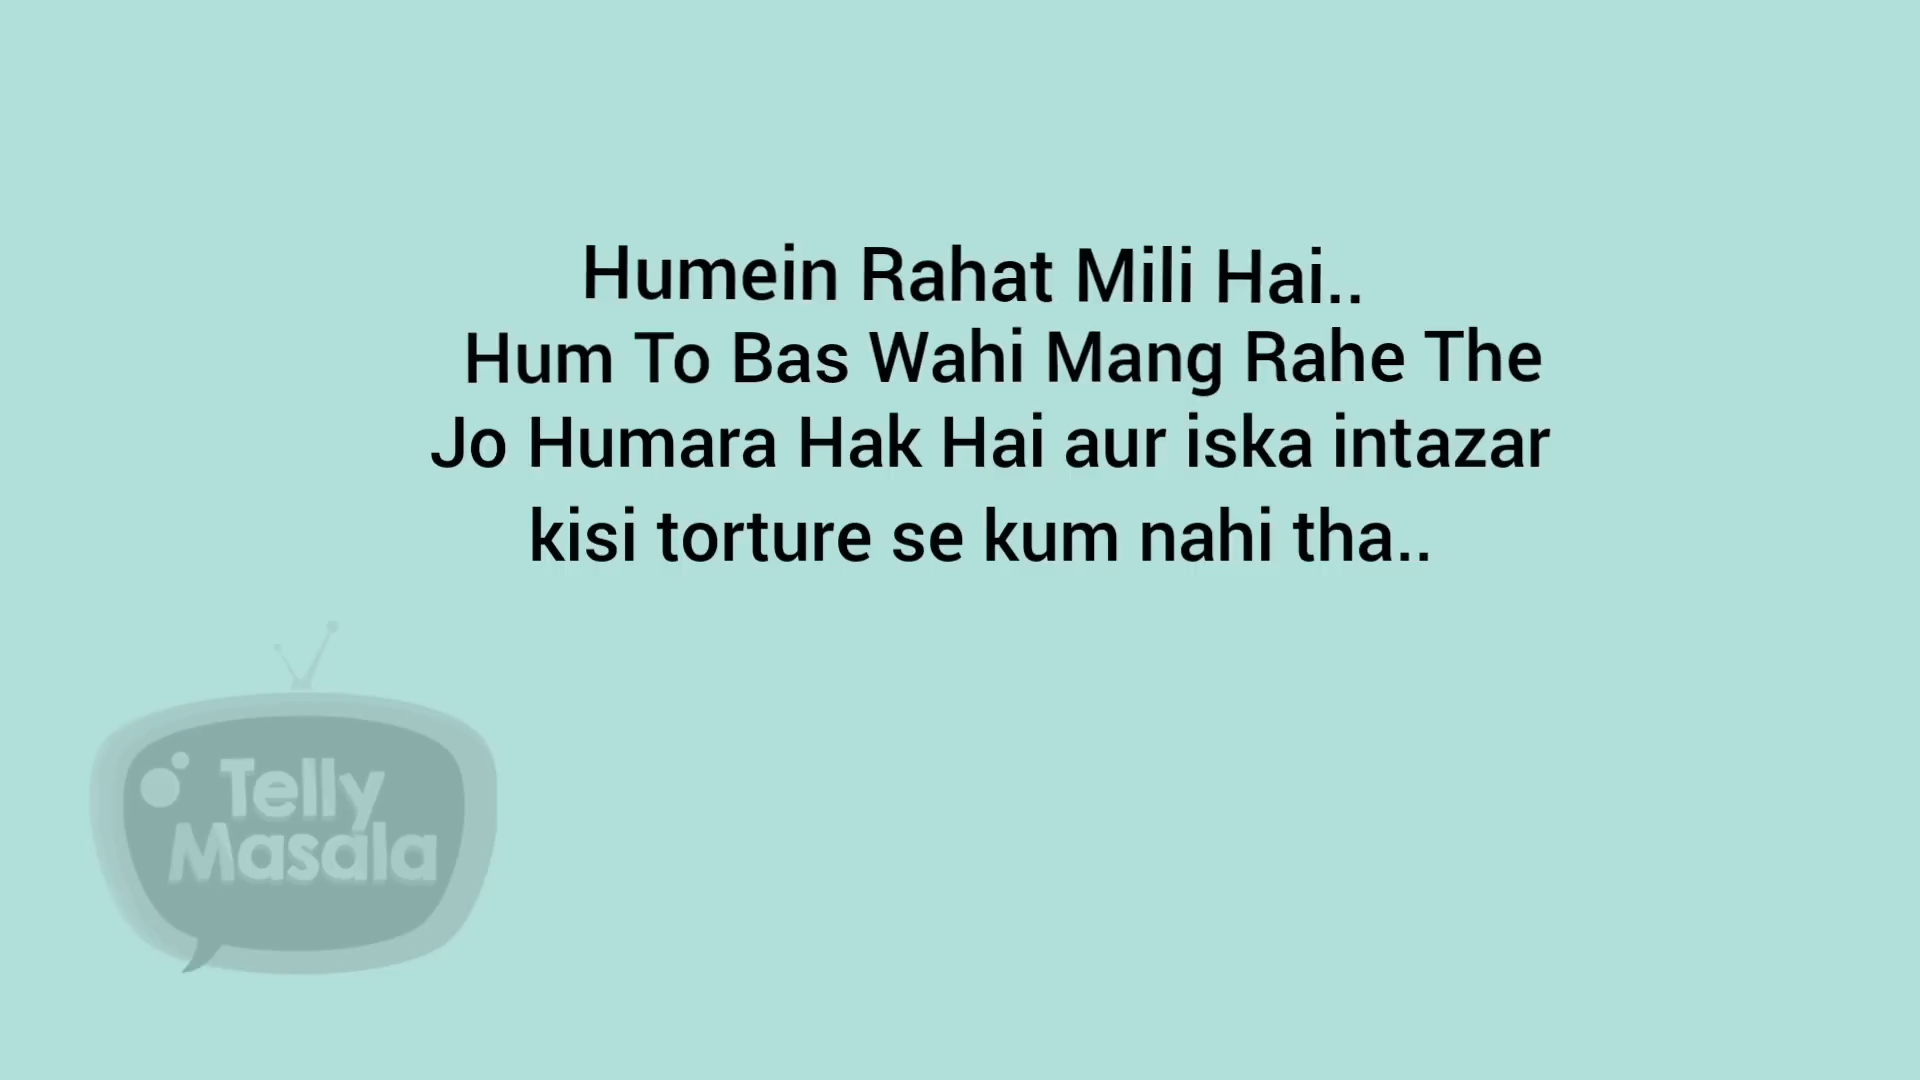 Humein Rahat Mili Hai..
Hum To Bas Wahi Mang Rahe The
Jo Humara Hak Hai aur iska intazar
kisi torture se kum nahi tha..
Telly
Masala